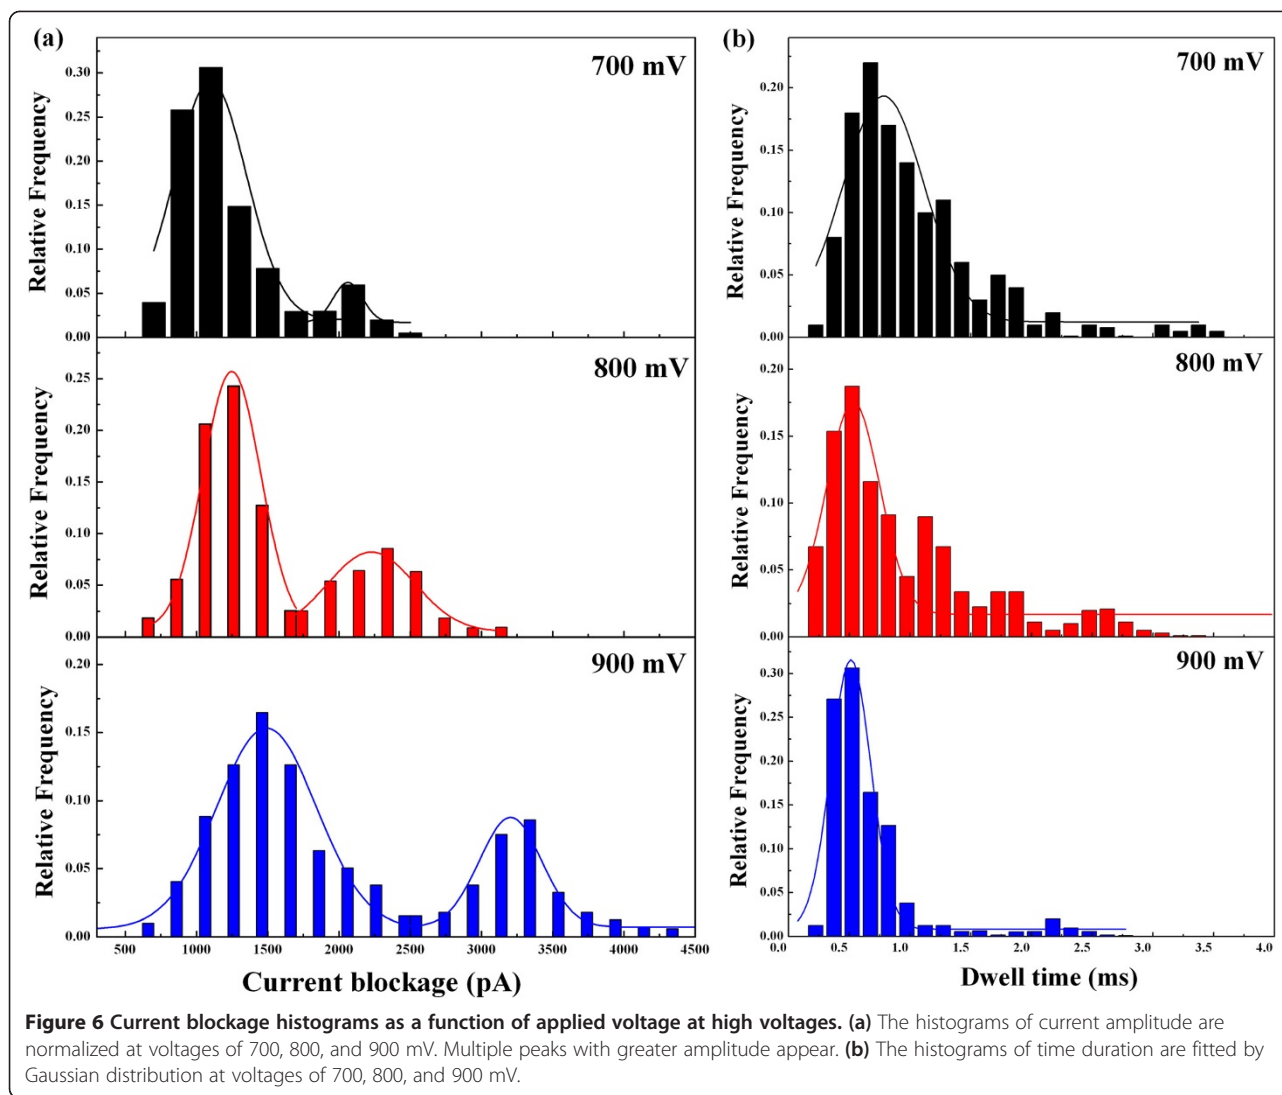 (a)
700 mV
Relative Frequency
0.30
0.25
0.20
0.15
0.10
0.05
0.00
800 mV
Relative Frequency
0.25
0.20
0.15
0.10
0.05
0.00
900 mV
Relative Frequency
0.20
0.15
0.10
0.05
0.00
500 1000 1500 2000 2500 3000 3500 4000 4500
Current blockage (pA)
(b)
700 mV
Relative Frequency
0.20
0.15
0.10
0.05
0.00
800 mV
Relative Frequency
0.20
0.15
0.10
0.05
0.00
900 mV
Relative Frequency
0.30
0.25
0.20
0.15
0.10
0.05
0.00
0.0 0.5 1.0 1.5 2.0 2.5 3.0 3.5 4.0
Dwell time (ms)
Figure 6 Current blockage histograms as a function of applied voltage at high voltages. (a) The histograms of current amplitude are
normalized at voltages of 700, 800, and 900 mV. Multiple peaks with greater amplitude appear. (b) The histograms of time duration are fitted by
Gaussian distribution at voltages of 700, 800, and 900 mV.